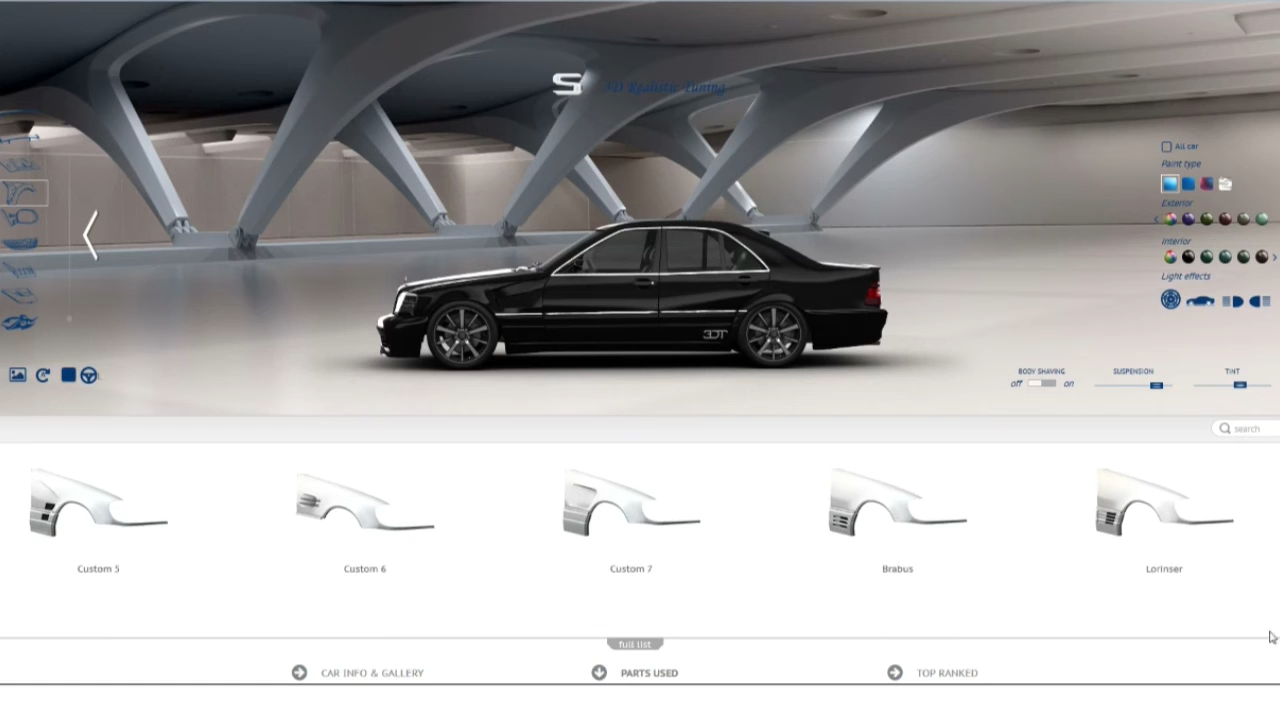 3D Realistic Tuning
All car
Paint type
Exterior
Interior
Light effects
3DT
BODY SHAVING
off
on
SUSPENSION
TINT
search
Custom 5
Custom 6
Custom 7
Brabus
Lorinser
full list
CAR INFO & GALLERY
PARTS USED
TOP RANKED